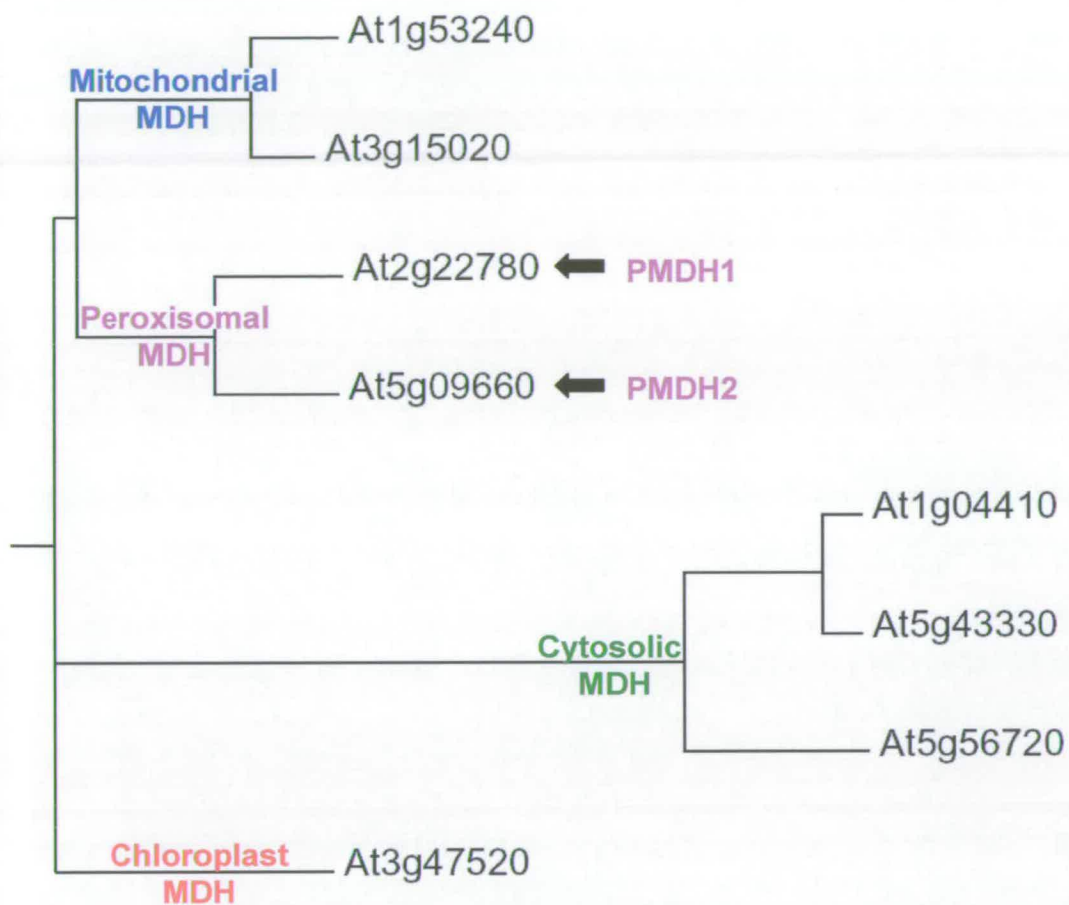 At1g53240
Mitochondrial
MDH
At3g15020
At2g22780 PMDH1
Peroxisomal
MDH
At5g09660 PMDH2
At1g04410
At5g43330
Cytosolic
MDH
At5g56720
Chloroplast
MDH
At3g47520